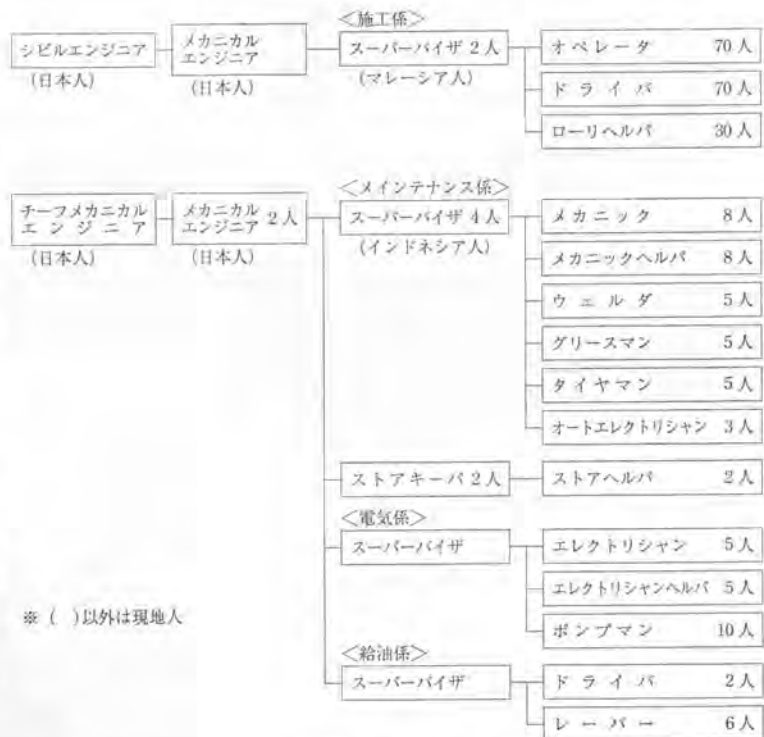 <施工係>
シビルエンジニア
メカニカル
エンジニア
スーパーバイザ 2人
オペレータ 70人
(日本人)
(日本人)
(マレーシア人)
ドライバ 70人
ローリヘルパ 30人
<メインテナンス係>
チーフメカニカル
エンジニア
メカニカル
エンジニア 2人
スーパーバイザ 4人
メカニック 8人
(日本人)
(日本人)
(インドネシア人)
メカニックヘルパ 8人
ウェルダ 5人
グリースマン 5人
タイヤマン 5人
オートエレクトリシャン 3人
ストアキーパ 2人
ストアヘルパ 2人
<電気係>
スーパーバイザ
エレクトリシャン 5人
エレクトリシャンヘルパ 5人
ポンプマン 10人
※ ( )以外は現地人
<給油係>
スーパーバイザ
ドライバ 2人
レーバー 6人